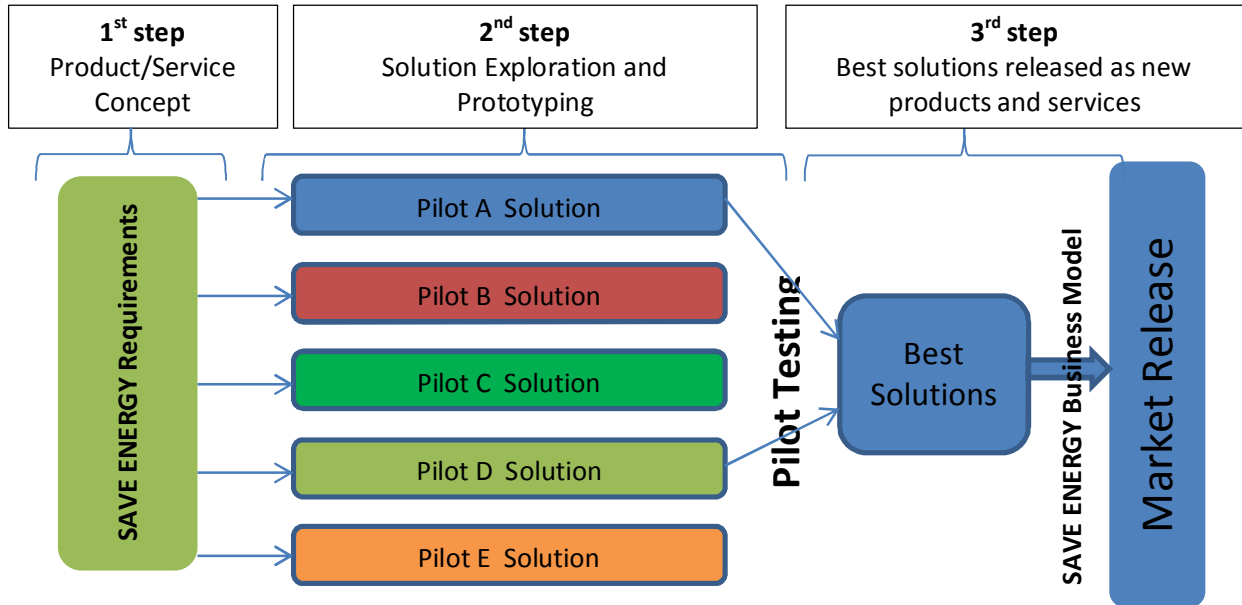 1st step
Product/Service
Concept
2nd step
Solution Exploration and
Prototyping
3rd step
Best solutions released as new
products and services
SAVE ENERGY Requirements
Pilot A Solution
Pilot B Solution
Pilot C Solution
Pilot D Solution
Pilot E Solution
Pilot Testing
Best
Solutions
SAVE ENERGY Business Model
Market Release